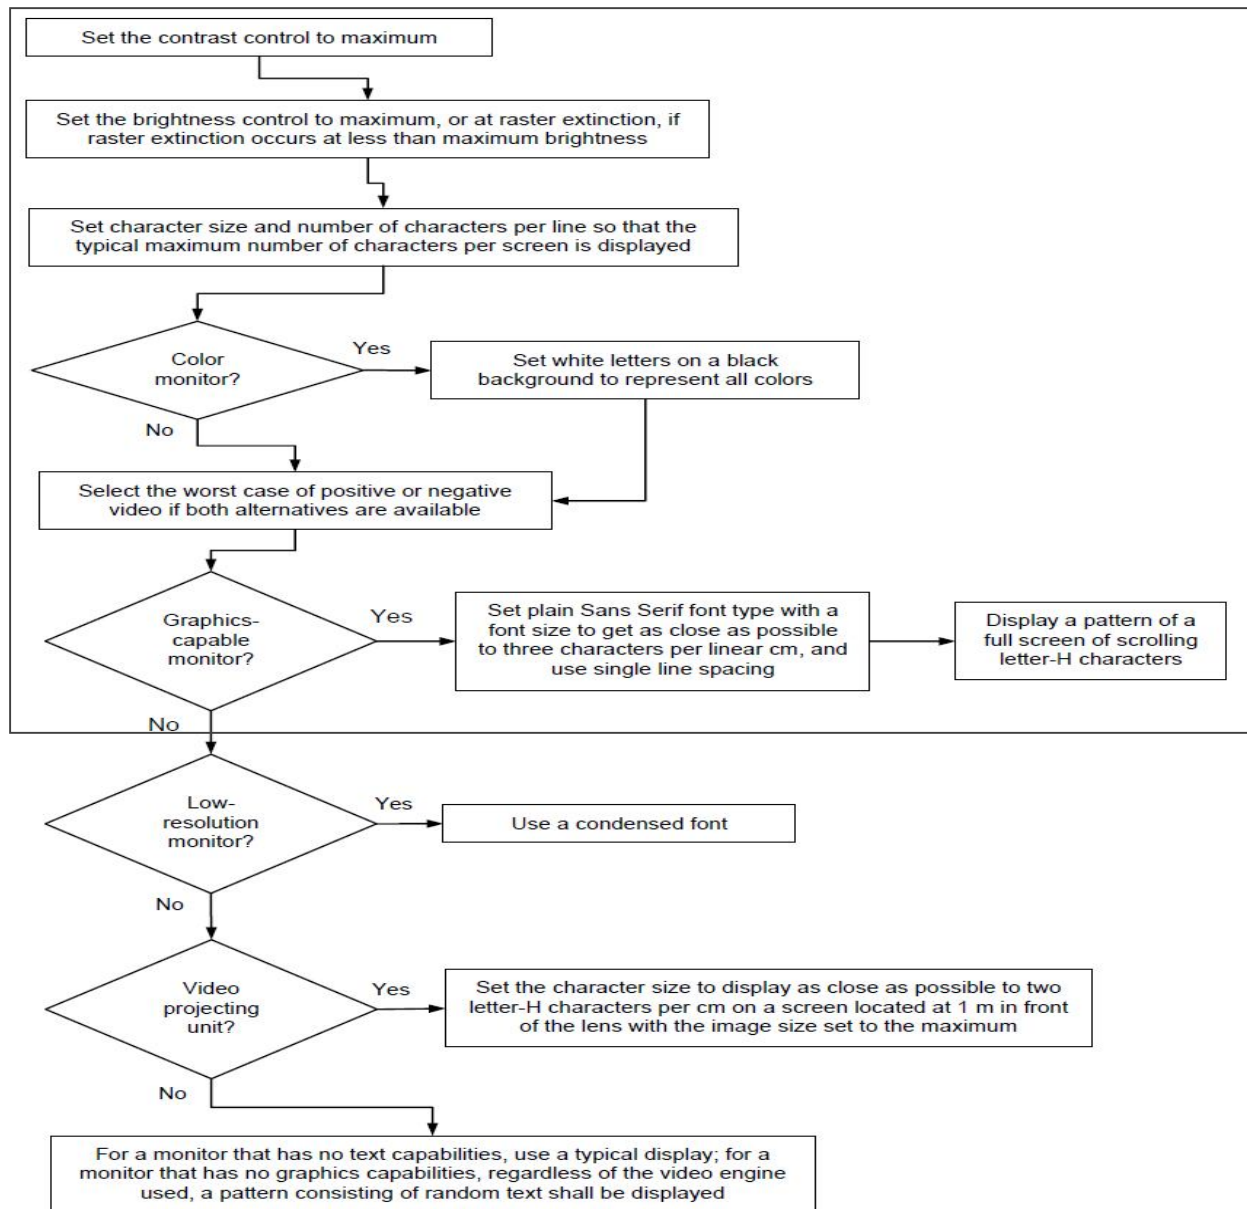 Set the contrast control to maximum
Set the brightness control to maximum, or at raster extinction, if
raster extinction occurs at less than maximum brightness
Set character size and number of characters per line so that the
typical maximum number of characters per screen is displayed
Color
monitor?
Yes
Set white letters on a black
background to represent all colors
No
Select the worst case of positive or negative
video if both alternatives are available
Graphics-
capable
monitor?
Yes
Set plain Sans Serif font type with a
font size to get as close as possible
to three characters per linear cm, and
use single line spacing
Display a pattern of a
full screen of scrolling
letter-H characters
No
Low-
resolution
monitor?
Yes
Use a condensed font
No
Video
projecting
unit?
Yes
Set the character size to display as close as possible to two
letter-H characters per cm on a screen located at 1 m in front
of the lens with the image size set to the maximum
No
For a monitor that has no text capabilities, use a typical display; for
a monitor that has no graphics capabilities, regardless of the video engine
used, a pattern consisting of random text shall be displayed